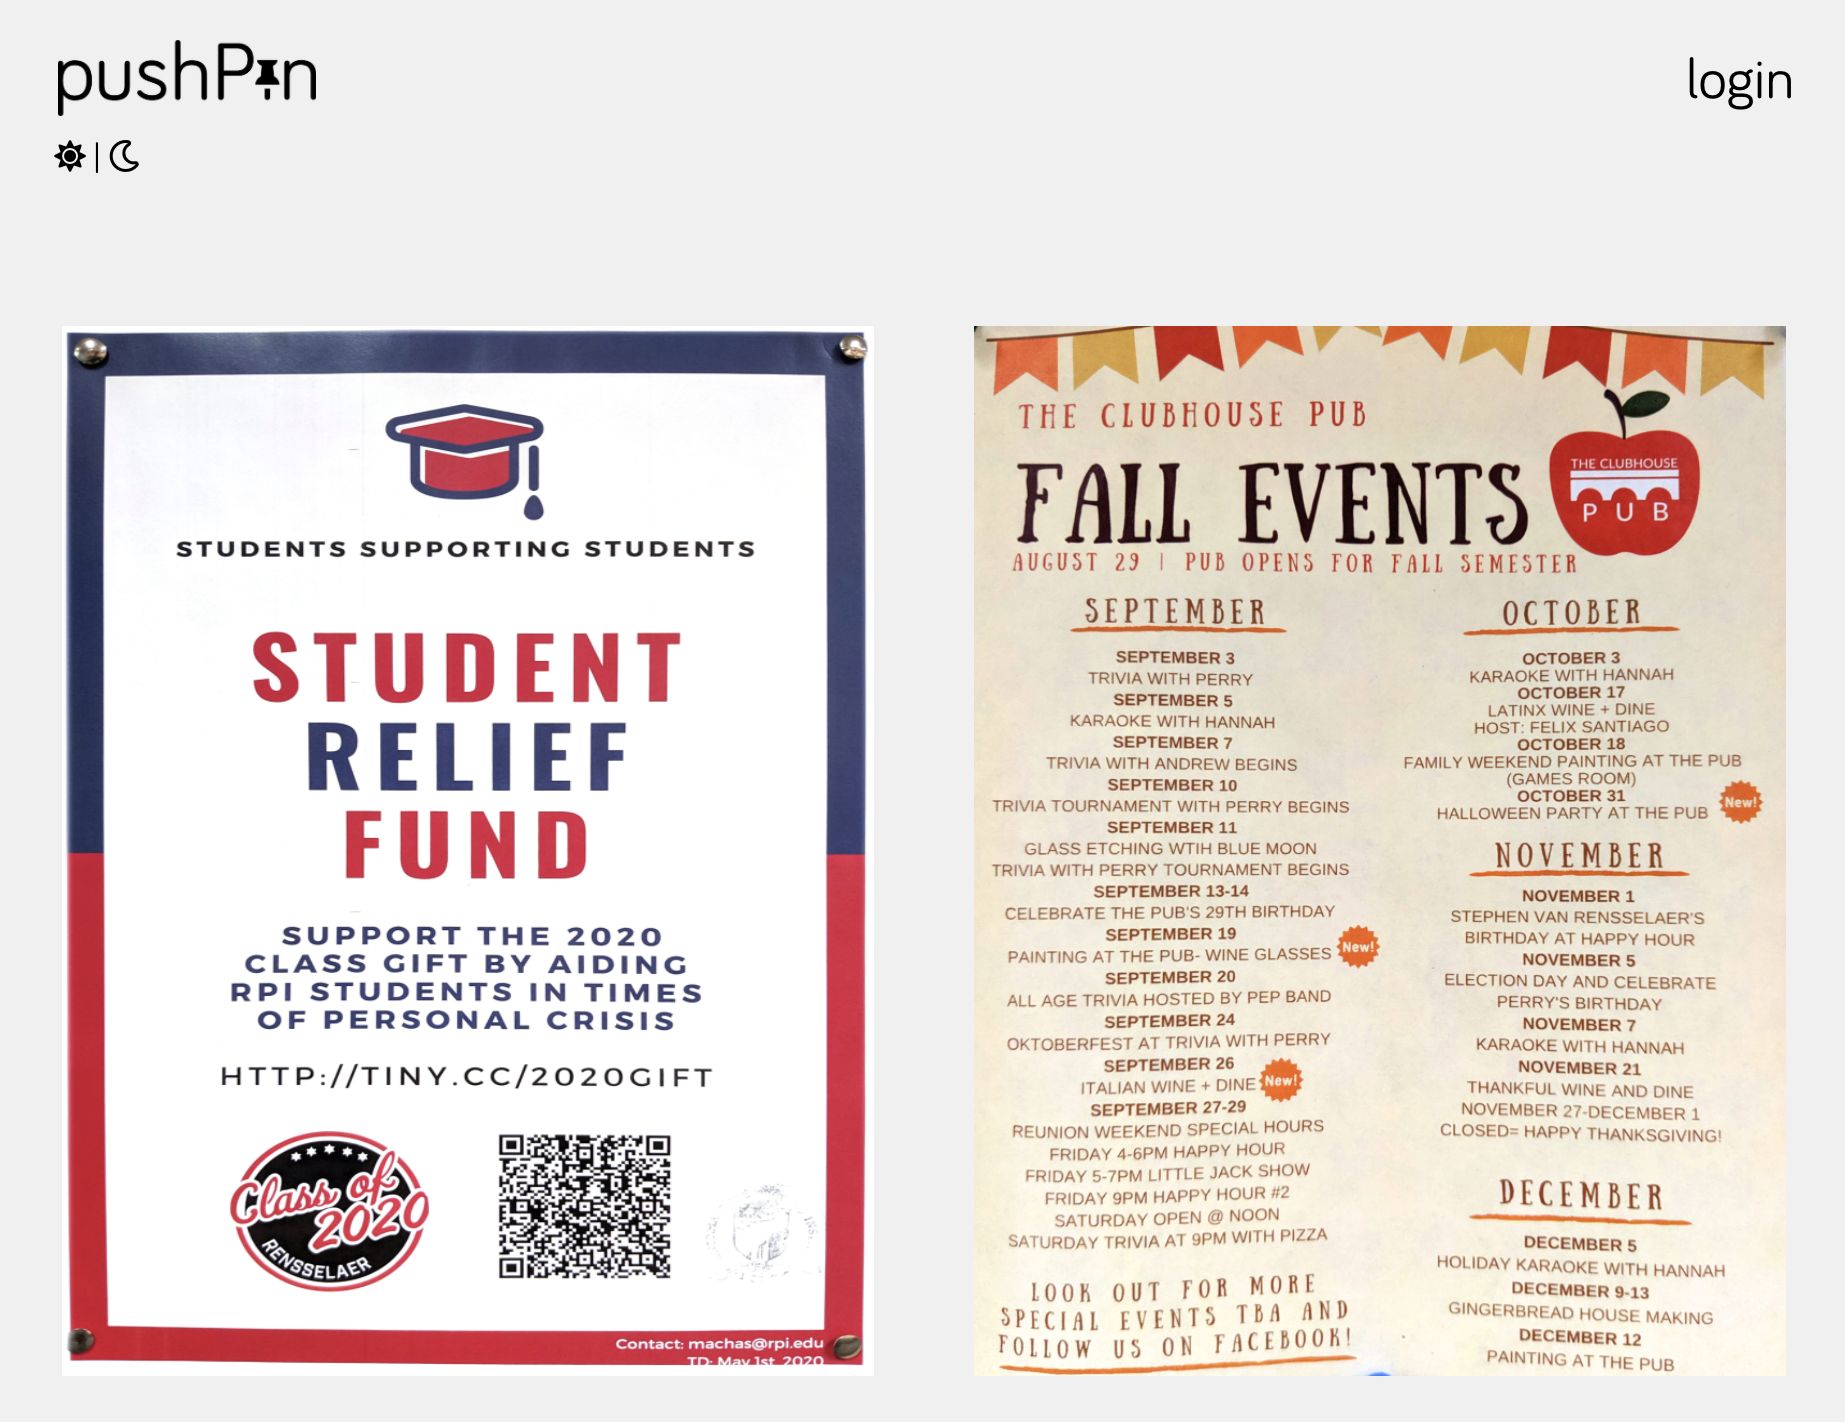 pushPin
login
STUDENTS SUPPORTING STUDENTS
STUDENT
RELIEF
FUND
SUPPORT THE 2020
CLASS GIFT BY AIDING
RPI STUDENTS IN TIMES
OF PERSONAL CRISIS
HTTP://TINY.CC/2020GIFT
Class of
2020
RENSSELAER
Contact: machas@rpi.edu
TD: May 1st, 2020
THE CLUBHOUSE PUB
FALL EVENTS
THE CLUBHOUSE
PUB
AUGUST 29 | PUB OPENS FOR FALL SEMESTER
SEPTEMBER
SEPTEMBER 3
TRIVIA WITH PERRY
SEPTEMBER 5
KARAOKE WITH HANNAH
SEPTEMBER 7
TRIVIA WITH ANDREW BEGINS
SEPTEMBER 10
TRIVIA TOURNAMENT WITH PERRY BEGINS
SEPTEMBER 11
GLASS ETCHING WTIH BLUE MOON
TRIVIA WITH PERRY TOURNAMENT BEGINS
SEPTEMBER 13-14
CELEBRATE THE PUB'S 29TH BIRTHDAY
SEPTEMBER 19
PAINTING AT THE PUB- WINE GLASSES New!
SEPTEMBER 20
ALL AGE TRIVIA HOSTED BY PEP BAND
SEPTEMBER 24
OKTOBERFEST AT TRIVIA WITH PERRY
SEPTEMBER 26
ITALIAN WINE + DINE New!
SEPTEMBER 27-29
REUNION WEEKEND SPECIAL HOURS
FRIDAY 4-6PM HAPPY HOUR
FRIDAY 5-7PM LITTLE JACK SHOW
FRIDAY 9PM HAPPY HOUR #2
SATURDAY OPEN @ NOON
SATURDAY TRIVIA AT 9PM WITH PIZZA
LOOK OUT FOR MORE
SPECIAL EVENTS TBA AND
FOLLOW US ON FACEBOOK!
OCTOBER
OCTOBER 3
KARAOKE WITH HANNAH
OCTOBER 17
LATINX WINE + DINE
HOST: FELIX SANTIAGO
OCTOBER 18
FAMILY WEEKEND PAINTING AT THE PUB
(GAMES ROOM)
OCTOBER 31
HALLOWEEN PARTY AT THE PUB New!
NOVEMBER
NOVEMBER 1
STEPHEN VAN RENSSELAER'S
BIRTHDAY AT HAPPY HOUR
NOVEMBER 5
ELECTION DAY AND CELEBRATE
PERRY'S BIRTHDAY
NOVEMBER 7
KARAOKE WITH HANNAH
NOVEMBER 21
THANKFUL WINE AND DINE
NOVEMBER 27-DECEMBER 1
CLOSED= HAPPY THANKSGIVING!
DECEMBER
DECEMBER 5
HOLIDAY KARAOKE WITH HANNAH
DECEMBER 9-13
GINGERBREAD HOUSE MAKING
DECEMBER 12
PAINTING AT THE PUB